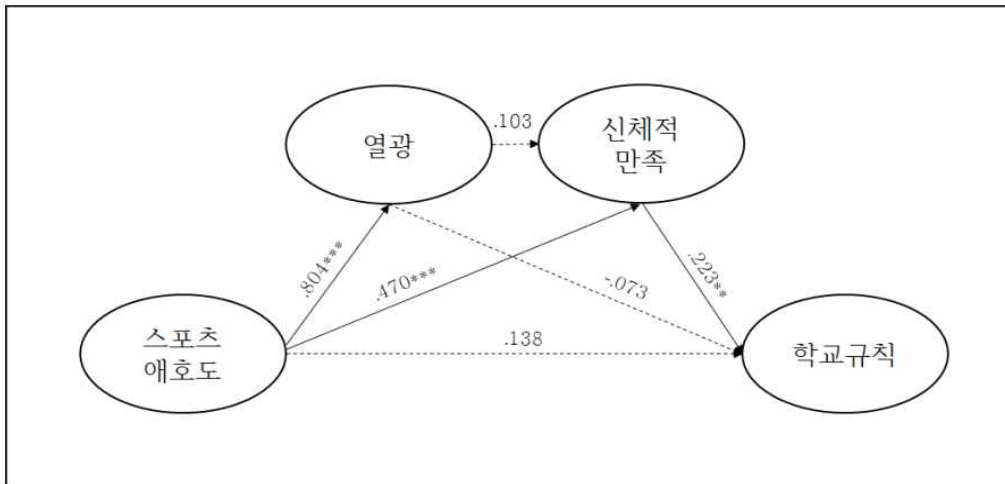 열광
.103
신체적
만족
.804***
.470***
-.073
.223**
스포츠
애호도
.138
학교규칙